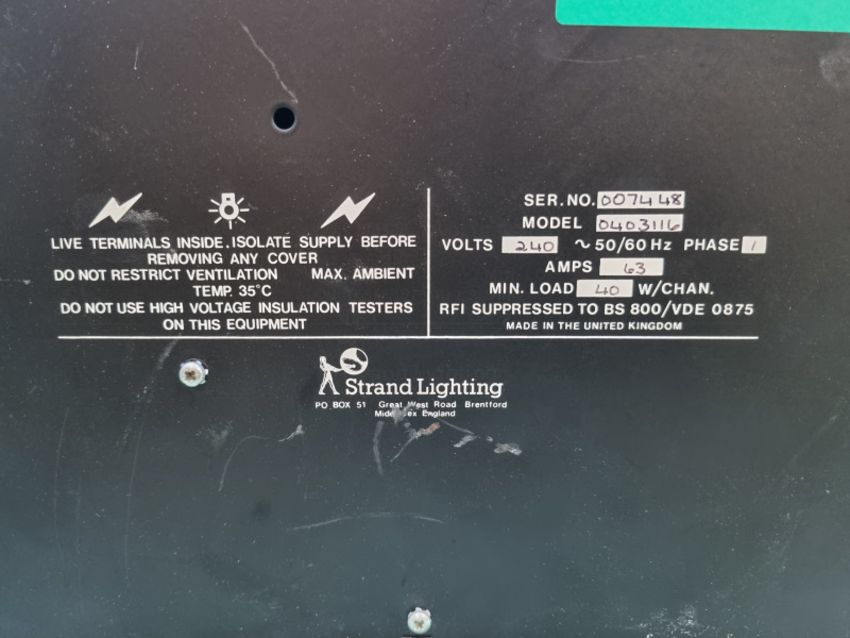 LIVE TERMINALS INSIDE. ISOLATE SUPPLY BEFORE
REMOVING ANY COVER
DO NOT RESTRICT VENTILATION MAX. AMBIENT
TEMP. 35°C
DO NOT USE HIGH VOLTAGE INSULATION TESTERS
ON THIS EQUIPMENT
SER. NO. 007448
MODEL 0403116
VOLTS 240 ~ 50/60 Hz PHASE 1
AMPS 63
MIN. LOAD 40 W/CHAN.
RFI SUPPRESSED TO BS 800/VDE 0875
MADE IN THE UNITED KINGDOM
Strand Lighting
PO BOX 51 Great West Road Brentford
Middlesex England